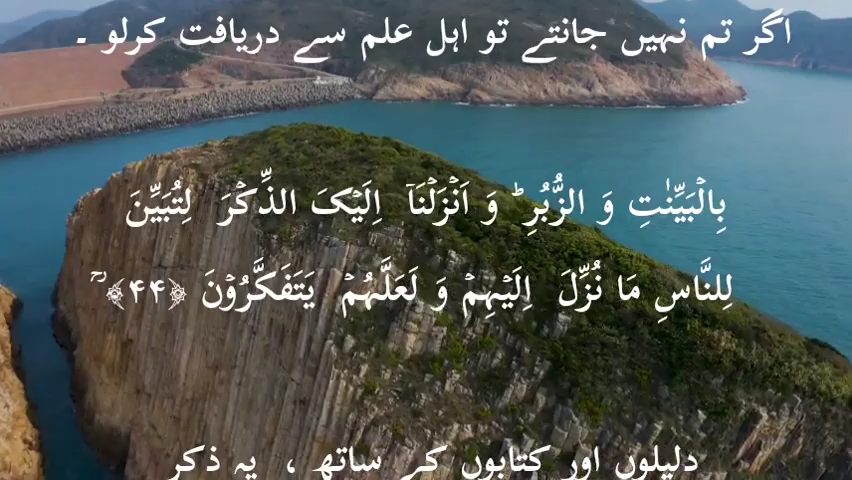 اگر تم نہیں جانتے تو اہل علم سے دریافت کرلو ۔
بِالۡبَیِّنٰتِ وَ الزُّبُرِ ؕ وَ اَنۡزَلۡنَاۤ اِلَیۡکَ الذِّکۡرَ لِتُبَیِّنَ
لِلنَّاسِ مَا نُزِّلَ اِلَیۡہِمۡ وَ لَعَلَّہُمۡ یَتَفَکَّرُوۡنَ ﴿۴۴﴾ ؃
دلیلوں اور کتابوں کے ساتھ ، یہ ذکر